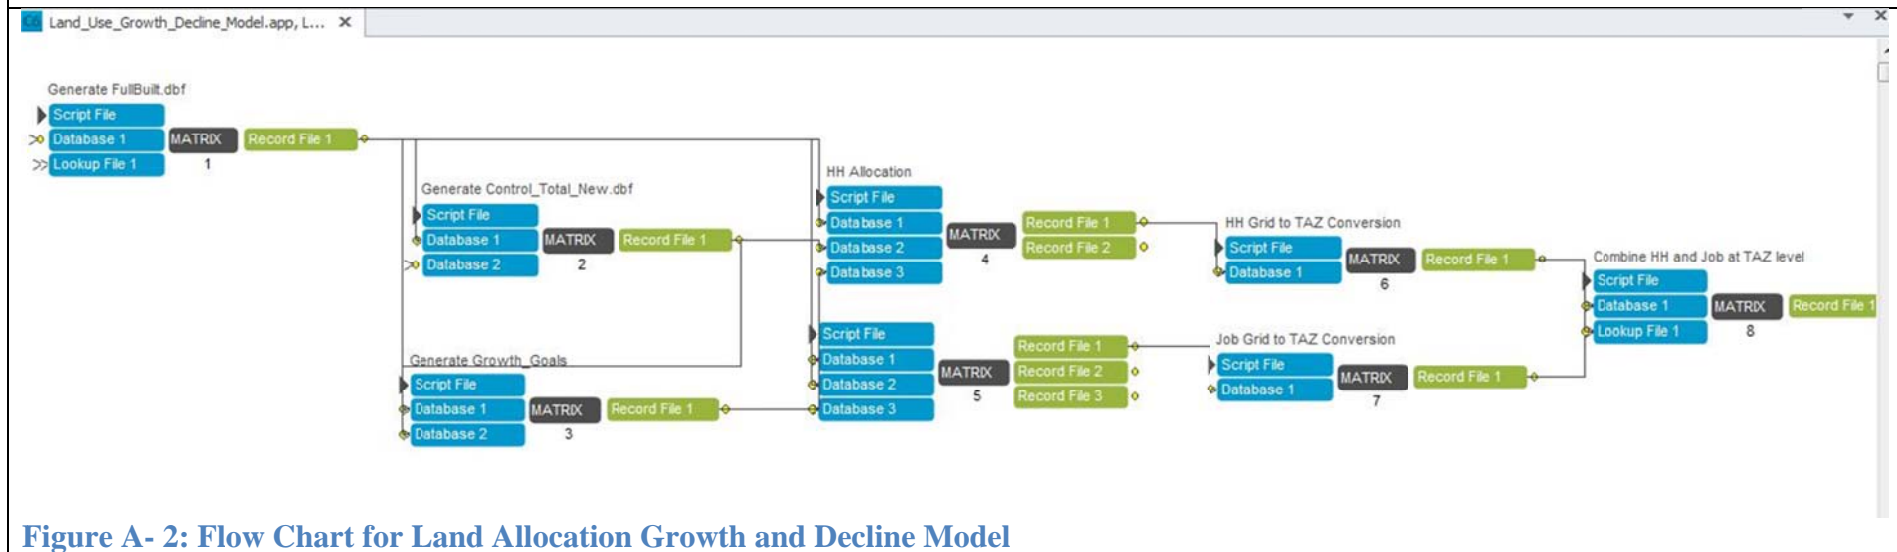 Land_Use_Growth_Decline_Model.app, L...
Generate FullBuilt.dbf
Script File
Database 1
MATRIX
Record File 1
Lookup File 1
1
Generate Control_Total_New.dbf
Script File
Database 1
MATRIX
Record File 1
Database 2
2
Generate Growth_Goals
Script File
Database 1
MATRIX
Record File 1
Database 2
3
HH Allocation
Script File
Database 1
Database 2
Database 3
MATRIX
4
Record File 1
Record File 2
Script File
Database 1
Database 2
Database 3
MATRIX
5
Record File 1
Record File 2
Record File 3
HH Grid to TAZ Conversion
Script File
Database 1
MATRIX
6
Record File 1
Job Grid to TAZ Conversion
Script File
Database 1
MATRIX
7
Record File 1
Combine HH and Job at TAZ level
Script File
Database 1
Lookup File 1
MATRIX
8
Record File 1
Figure A- 2: Flow Chart for Land Allocation Growth and Decline Model